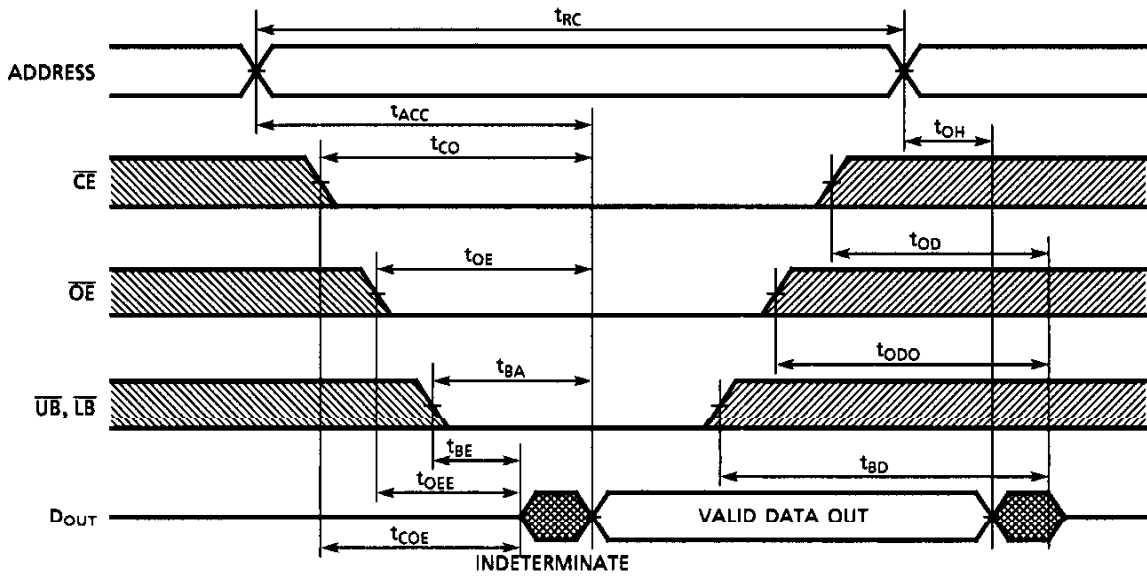 tRC
ADDRESS
tACC
tOH
tCO
CE
tOD
tOE
OE
tODO
tBA
UB, LB
tBE
tBD
tOEE
DOUT
VALID DATA OUT
tCOE
INDETERMINATE